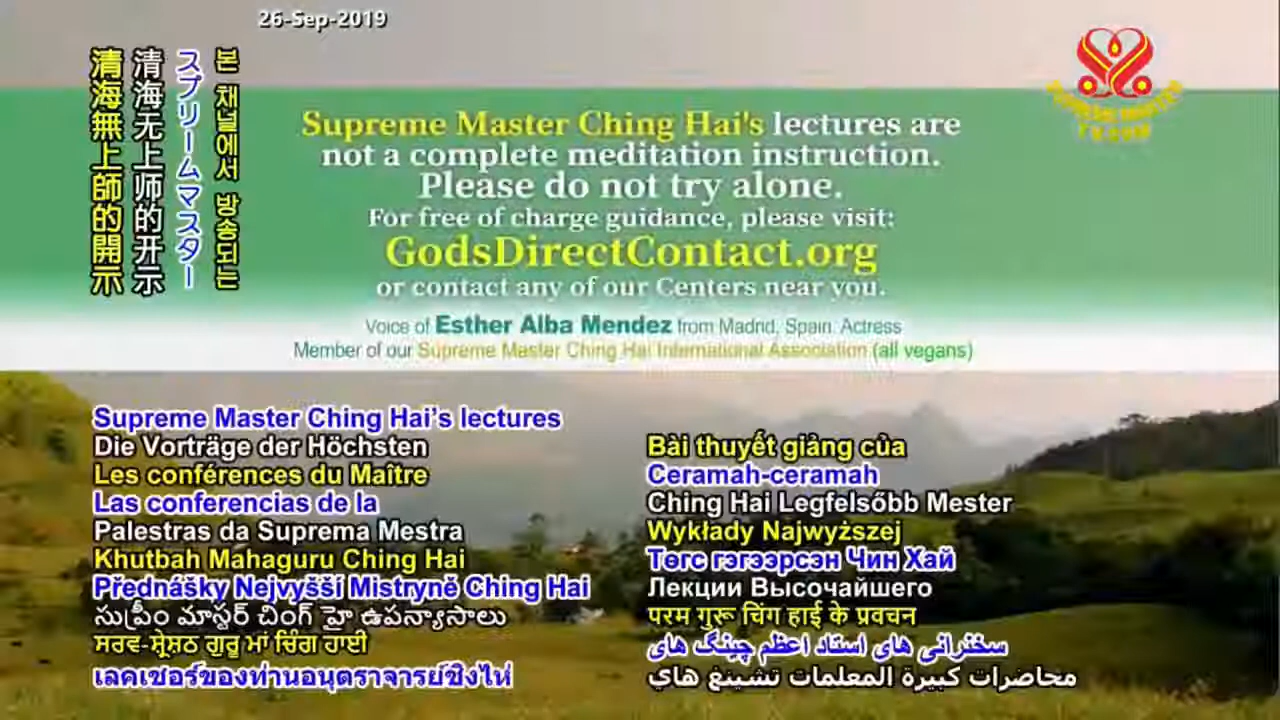 26-Sep-2019
清海無上師的開示
清海无上师的开示
スプリームマスター
본 채널에서 방송되는
Supreme Master Ching Hai's lectures are
not a complete meditation instruction.
Please do not try alone.
For free of charge guidance, please visit:
GodsDirectContact.org
or contact any of our Centers near you.
Voice of Esther Alba Mendez from Madrid, Spain. Actress
Member of our Supreme Master Ching Hai International Association (all vegans)
Supreme Master Ching Hai’s lectures
Die Vorträge der Höchsten
Les conférences du Maître
Las conferencias de la
Palestras da Suprema Mestra
Khutbah Mahaguru Ching Hai
Přednášky Nejvyšší Mistryně Ching Hai
సుప్రీం మాస్టర్ చింగ్ హై ఉపన్యాసాలు
ਸਰਵ-ਸ਼੍ਰੇਸ਼ਠ ਗੁਰੂ ਮਾਂ ਚਿੰਗ ਹਾਈ
เลคเชอร์ของท่านอนุตราจารย์ชิงไห่
Bài thuyết giảng của
Ceramah-ceramah
Ching Hai Legfelsőbb Mester
Wykłady Najwyższej
Төгс гэгээрсэн Чин Хай
Лекции Высочайшего
परम गुरू चिंग हाई के प्रवचन
سخنرانی های استاد اعظم چینگ های
محاضرات كبيرة المعلمات تشينغ هاي